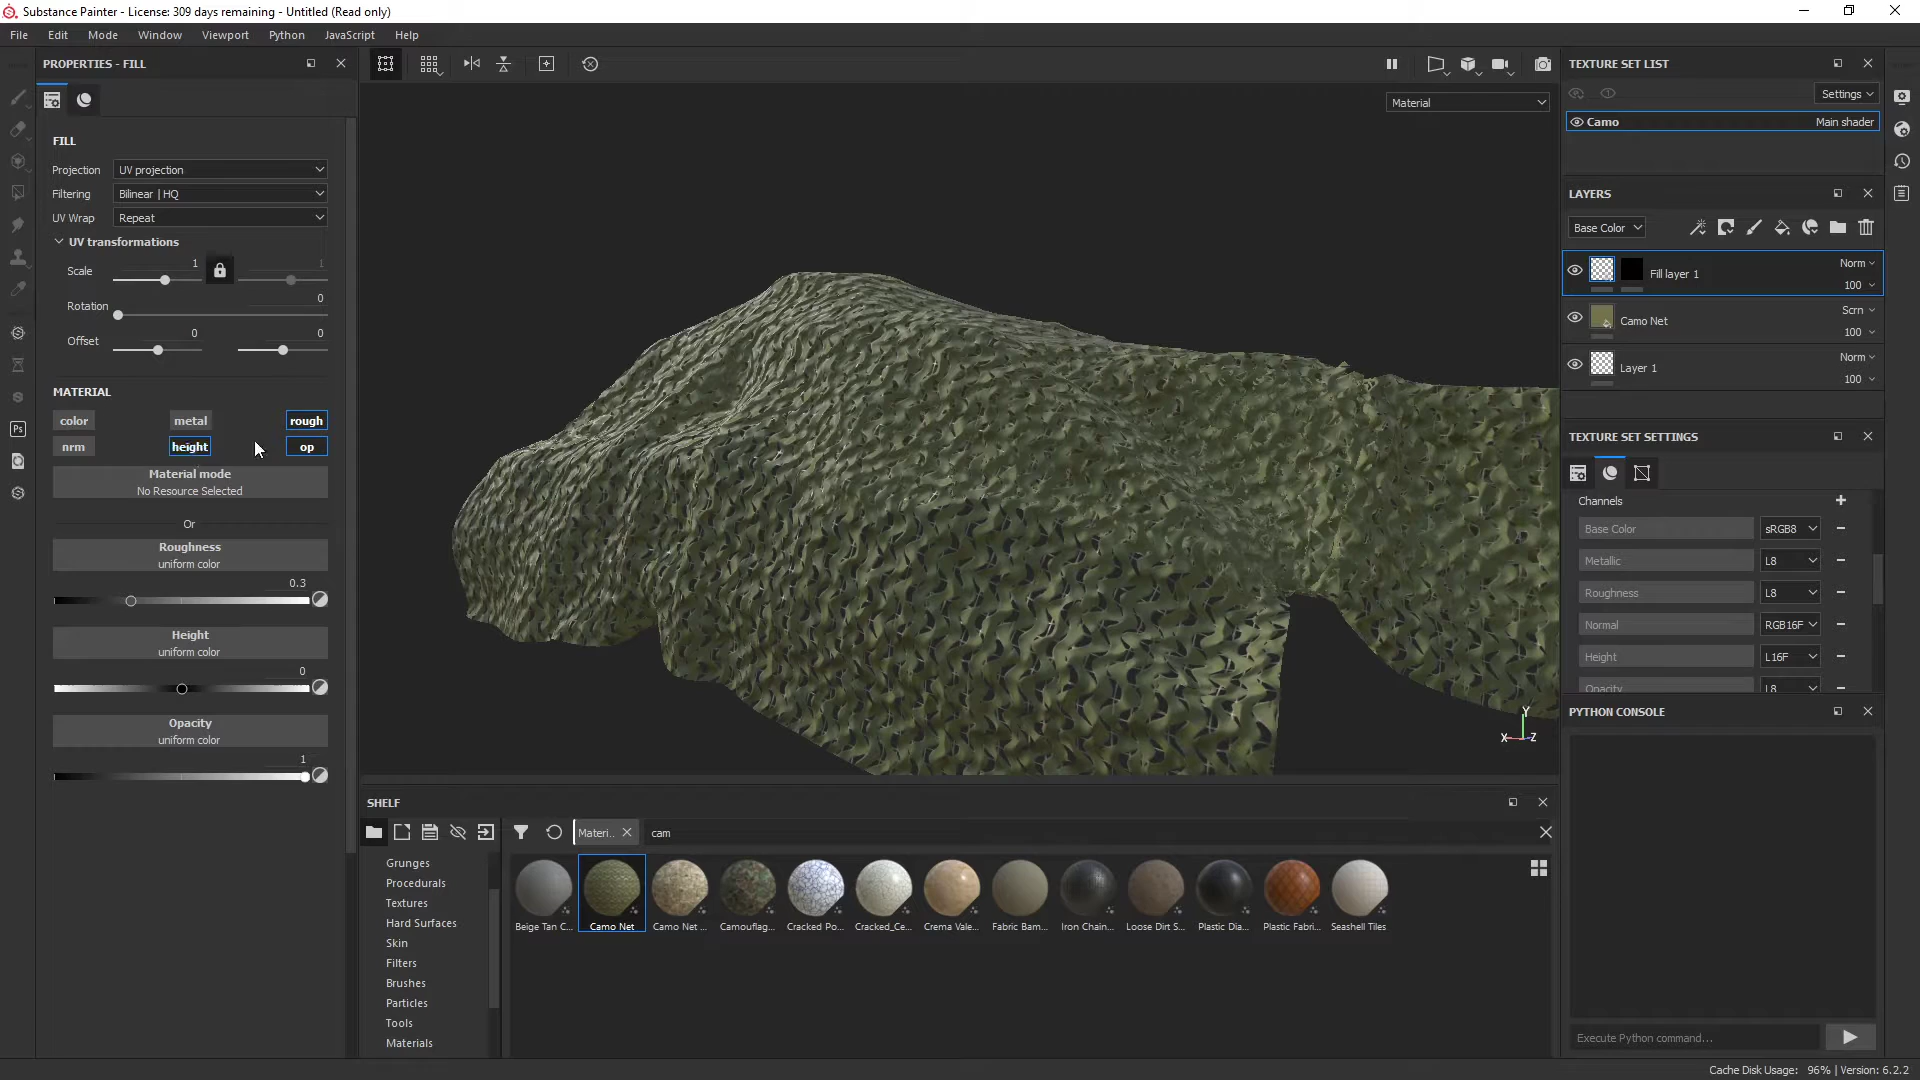 Substance Painter - License: 309 days remaining - Untitled (Read only)
File Edit Mode Window Viewport Python JavaScript Help
PROPERTIES - FILL
FILL
Projection UV projection
Filtering Bilinear | HQ
UV Wrap Repeat
UV transformations
Scale 1 1
Rotation 0
Offset 0 0
MATERIAL
color metal rough
nrm height op
Material mode
No Resource Selected
Or
Roughness
uniform color
0.3
Height
uniform color
0
Opacity
uniform color
1
Ps
Material
Y
X Z
SHELF
Materi.. cam
Grunges
Procedurals
Textures
Hard Surfaces
Skin
Filters
Brushes
Particles
Tools
Materials
Beige Tan C... Camo Net Camo Net ... Camouflag... Cracked Po... Cracked_Ce... Crema Vale... Fabric Bam... Iron Chain... Loose Dirt S... Plastic Dia... Plastic Fabri... Seashell Tiles
TEXTURE SET LIST
Settings
Camo Main shader
LAYERS
Base Color
Fill layer 1 Norm 100
Camo Net Scrn 100
Layer 1 Norm 100
TEXTURE SET SETTINGS
Channels
Base Color sRGB8
Metallic L8
Roughness L8
Normal RGB16F
Height L16F
Opacity L8
PYTHON CONSOLE
Execute Python command...
Cache Disk Usage: 96% | Version: 6.2.2